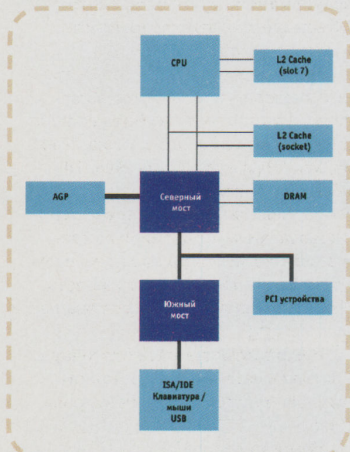 CPU
L2 Cache
(slot 7)
L2 Cache
(socket)
AGP
Северный
мост
DRAM
Южный
мост
PCI устройства
ISA/IDE
Клавиатура /
мыши
USB